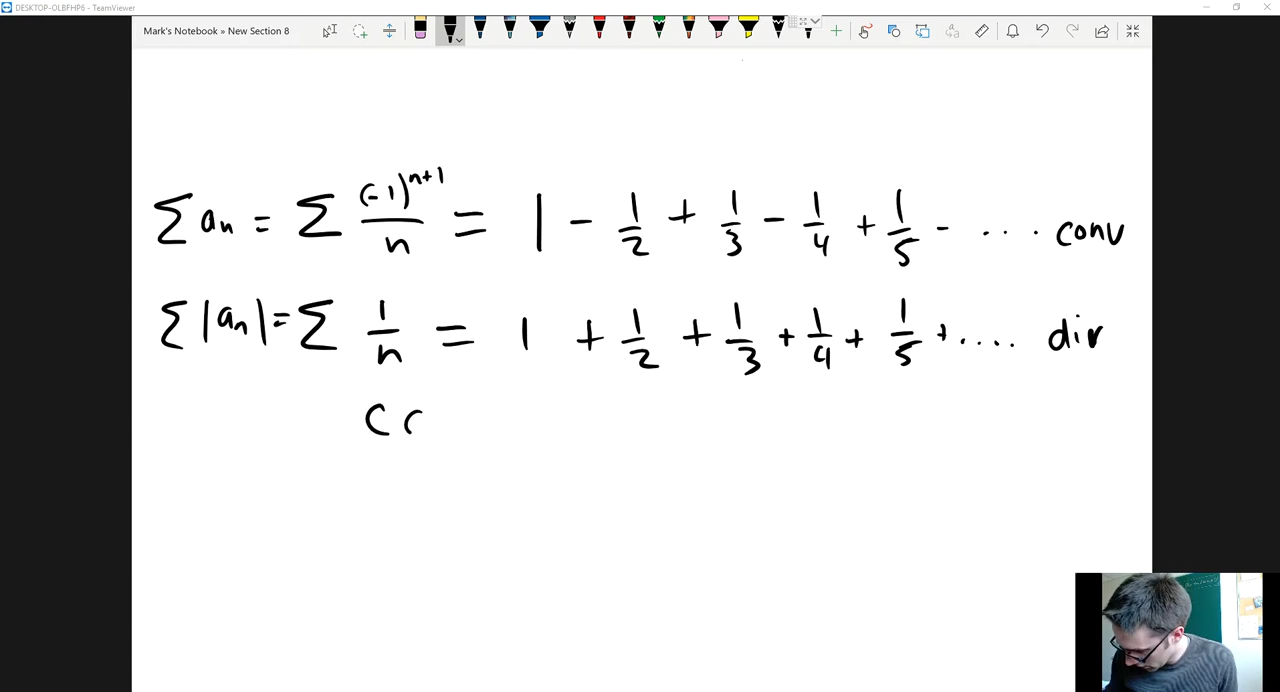 DESKTOP-OLBFHP6 - TeamViewer
Mark's Notebook » New Section 8
∑ aₙ = ∑ (-1)ⁿ⁺¹/n = 1 - 1/2 + 1/3 - 1/4 + 1/5 - .... conv
∑ |aₙ| = ∑ 1/n = 1 + 1/2 + 1/3 + 1/4 + 1/5 + .... dir
C C